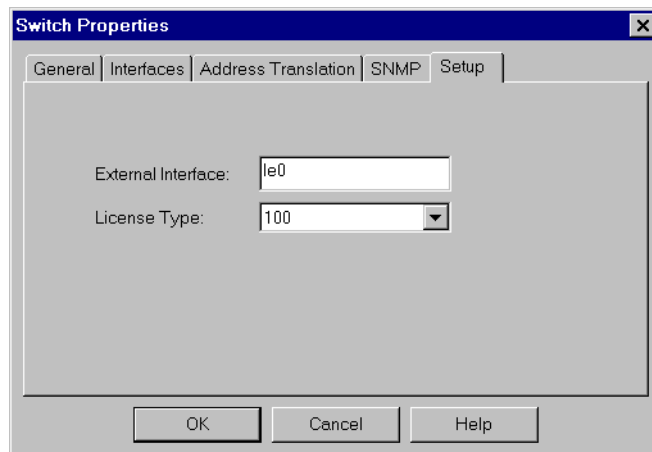 Switch Properties
General Interfaces Address Translation SNMP Setup
External Interface: le0
License Type: 100
OK Cancel Help